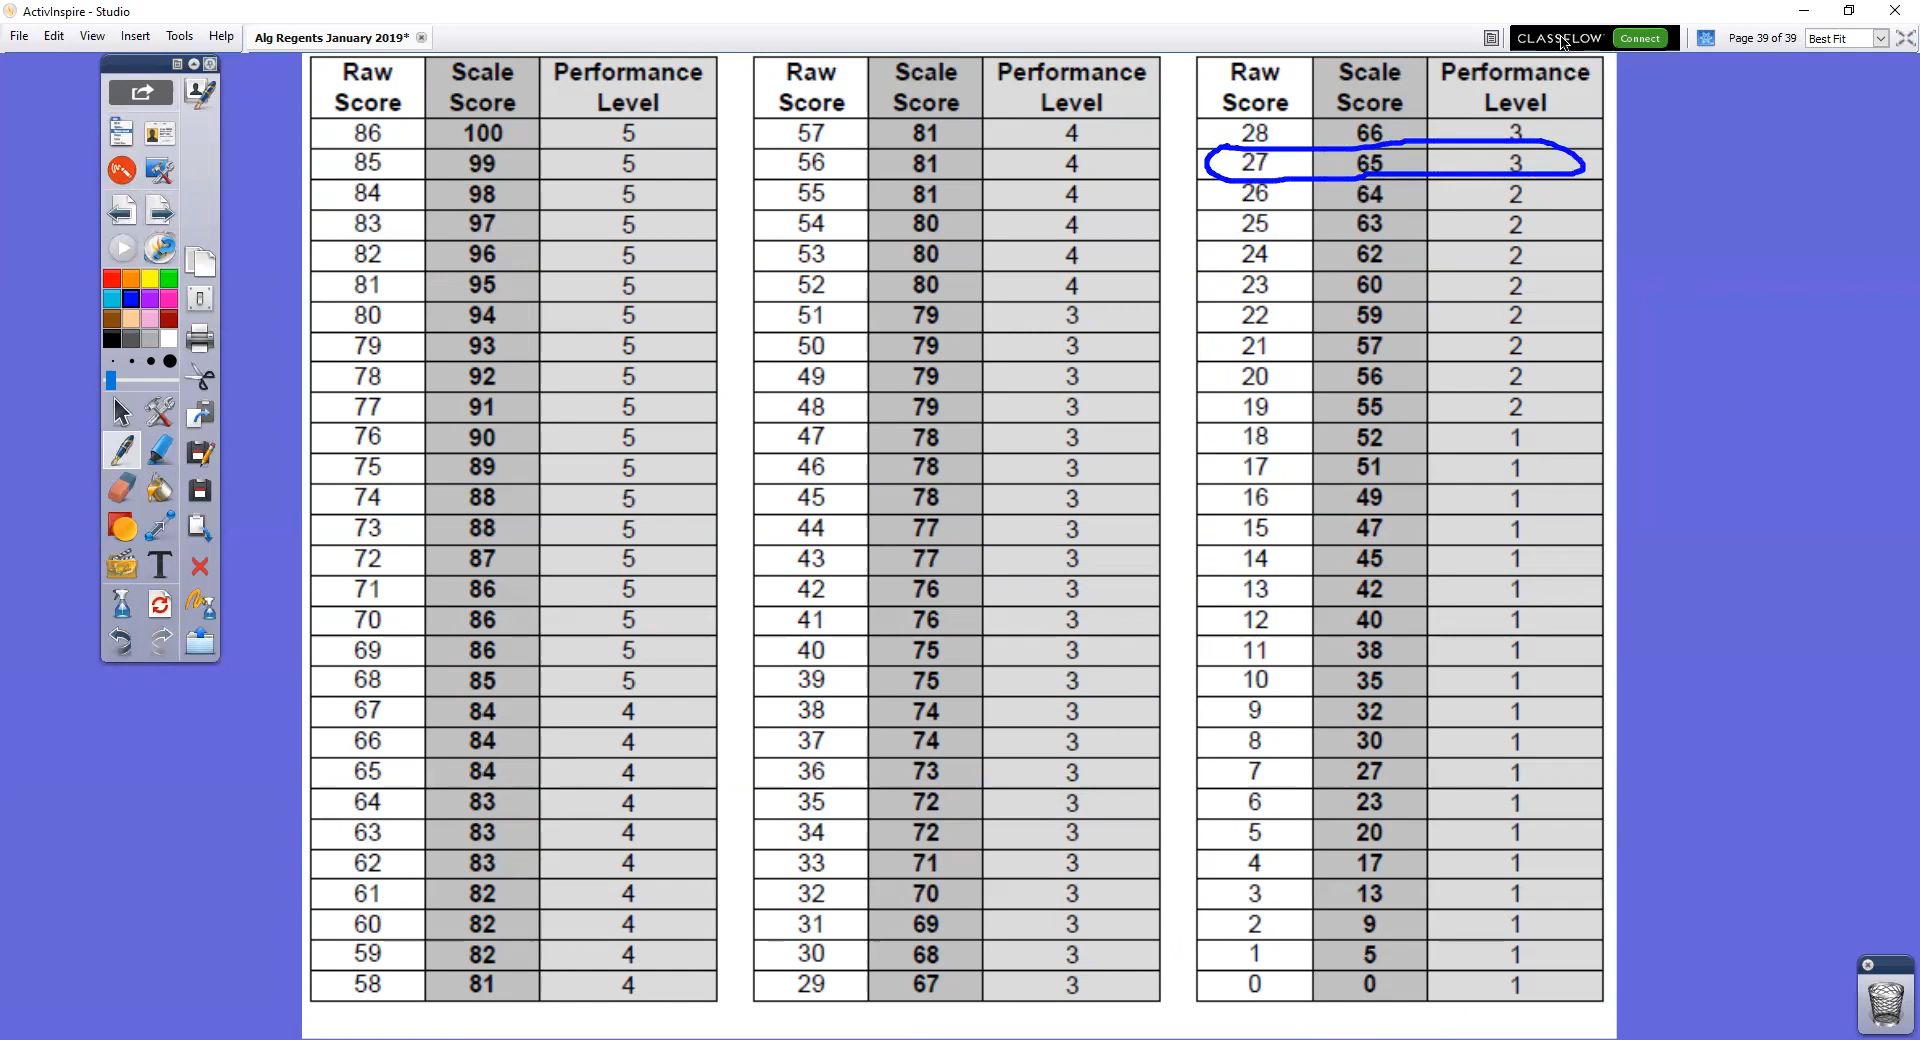 ActivInspire - Studio
File Edit View Insert Tools Help Alg Regents January 2019* CLASSFLOW Connect Page 39 of 39 Best Fit
Raw Score Scale Score Performance Level
86 100 5
85 99 5
84 98 5
83 97 5
82 96 5
81 95 5
80 94 5
79 93 5
78 92 5
77 91 5
76 90 5
75 89 5
74 88 5
73 88 5
72 87 5
71 86 5
70 86 5
69 86 5
68 85 5
67 84 4
66 84 4
65 84 4
64 83 4
63 83 4
62 83 4
61 82 4
60 82 4
59 82 4
58 81 4
Raw Score Scale Score Performance Level
57 81 4
56 81 4
55 81 4
54 80 4
53 80 4
52 80 4
51 79 3
50 79 3
49 79 3
48 79 3
47 78 3
46 78 3
45 78 3
44 77 3
43 77 3
42 76 3
41 76 3
40 75 3
39 75 3
38 74 3
37 74 3
36 73 3
35 72 3
34 72 3
33 71 3
32 70 3
31 69 3
30 68 3
29 67 3
Raw Score Scale Score Performance Level
28 66 3
27 65 3
26 64 2
25 63 2
24 62 2
23 60 2
22 59 2
21 57 2
20 56 2
19 55 2
18 52 1
17 51 1
16 49 1
15 47 1
14 45 1
13 42 1
12 40 1
11 38 1
10 35 1
9 32 1
8 30 1
7 27 1
6 23 1
5 20 1
4 17 1
3 13 1
2 9 1
1 5 1
0 0 1